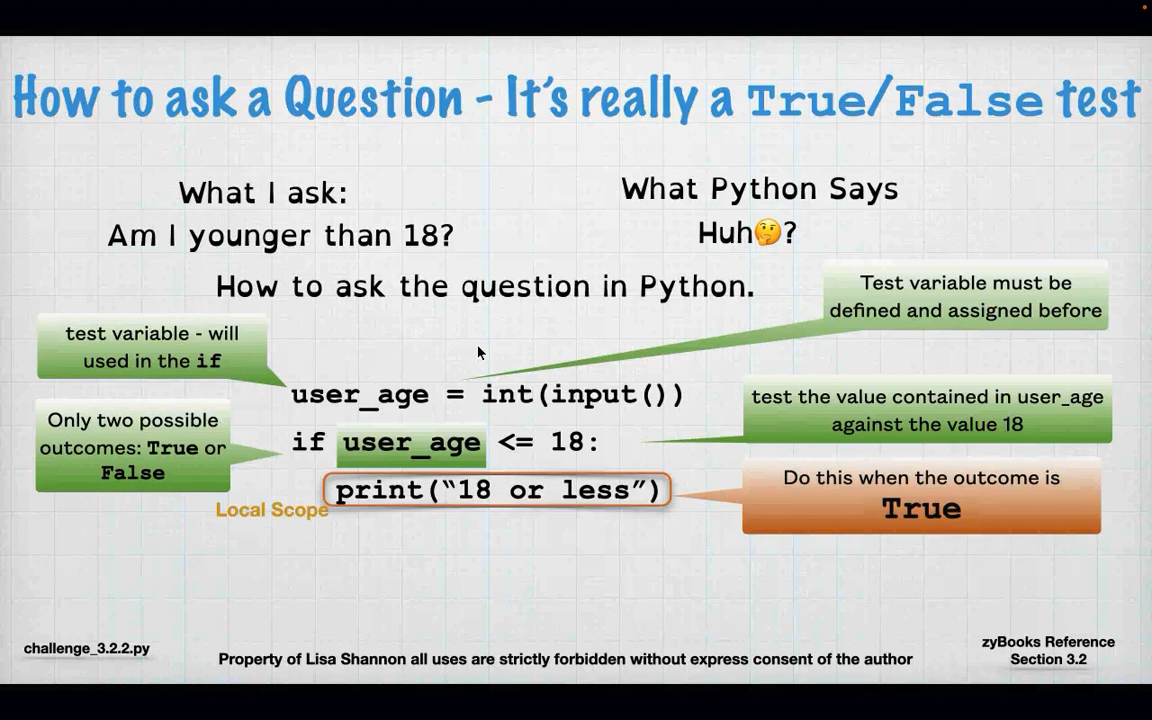 How to ask a Question - It's really a True/False test
What I ask:
Am I younger than 18?
What Python Says
Huh🤔?
How to ask the question in Python.
Test variable must be
defined and assigned before
test variable - will
used in the if
user_age = int(input())
Only two possible
outcomes: True or
False
if user_age <= 18:
test the value contained in user_age
against the value 18
print(“18 or less”)
Local Scope
Do this when the outcome is
True
challenge_3.2.2.py
Property of Lisa Shannon all uses are strictly forbidden without express consent of the author
zyBooks Reference
Section 3.2